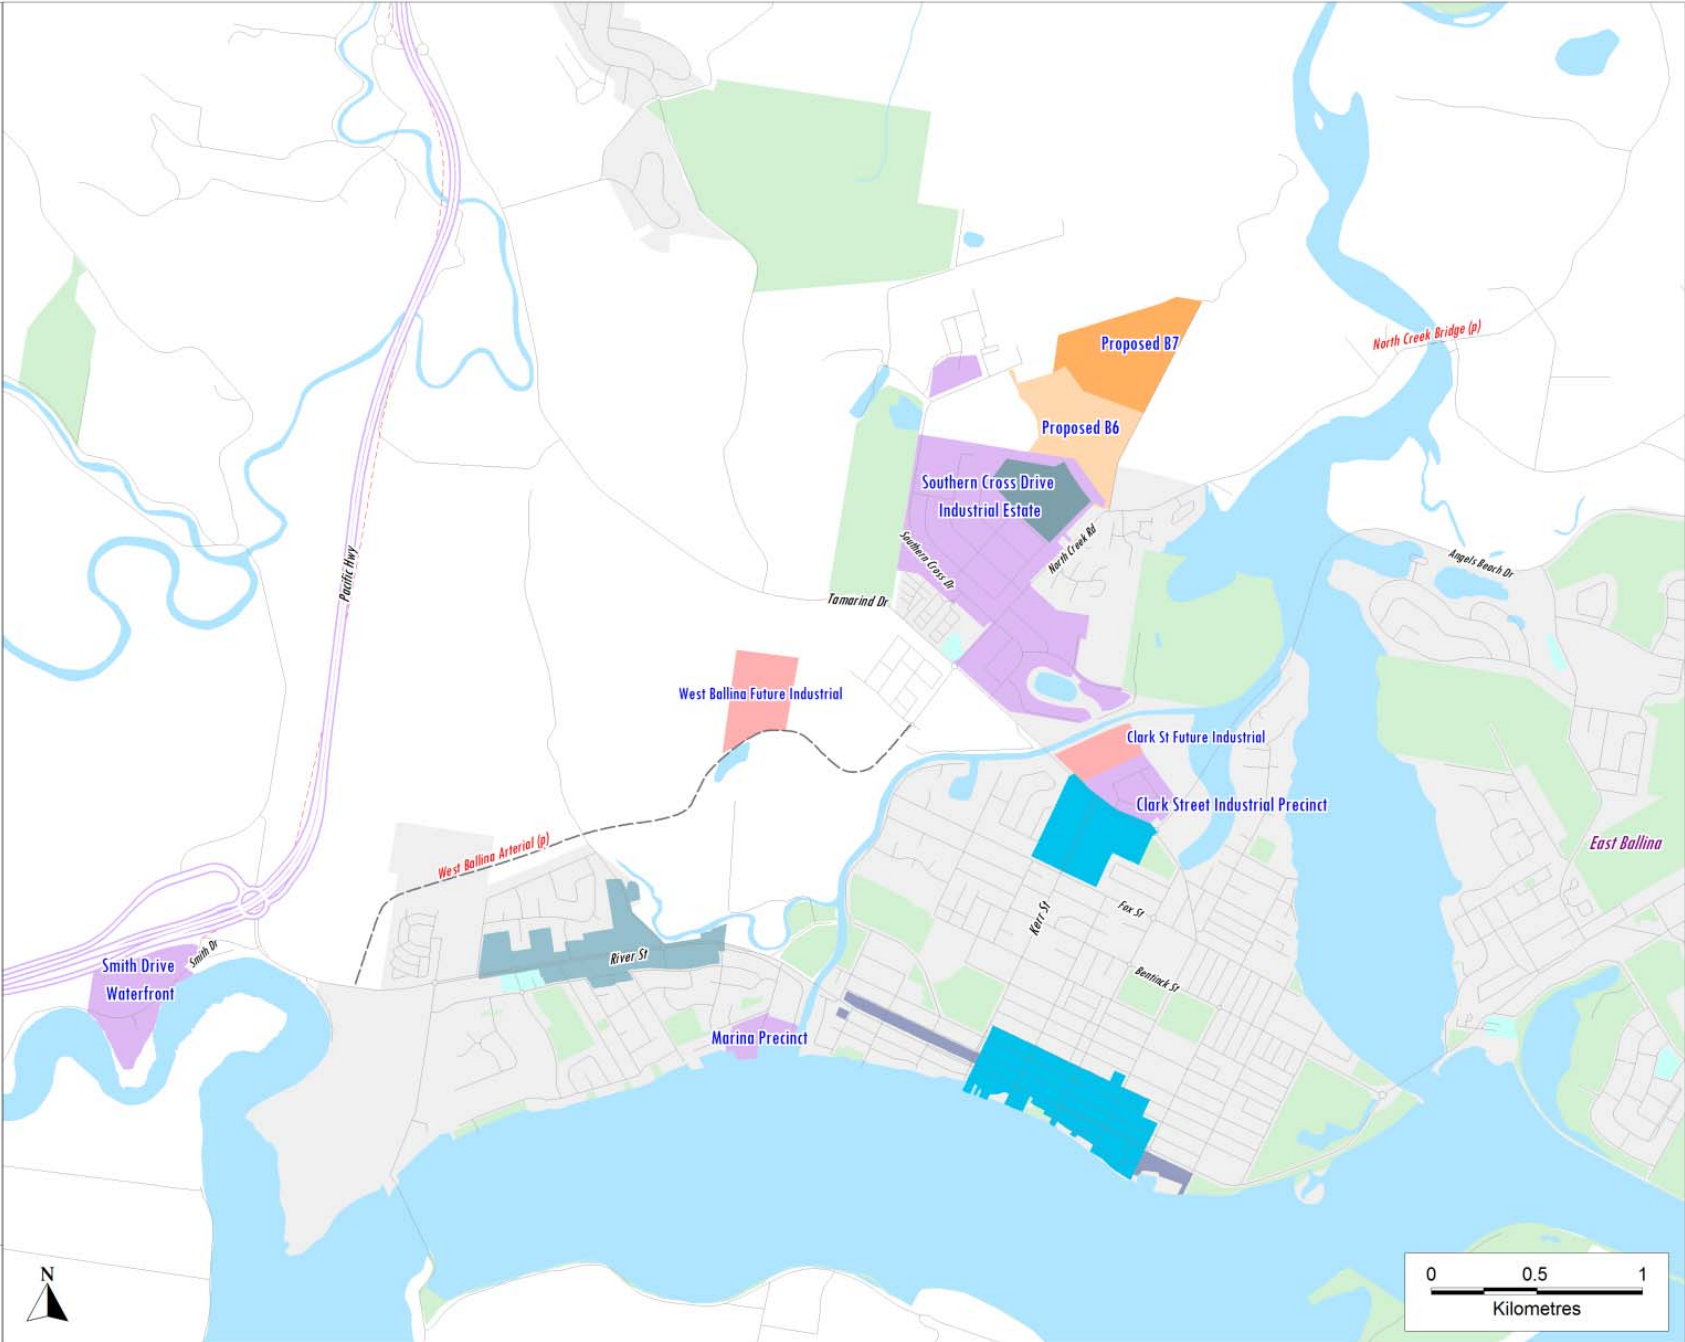 Proposed B7
North Creek Bridge (p)
Proposed B6
Southern Cross Drive
Industrial Estate
Southern Cross Dr
North Creek Rd
Angels Beach Dr
Pacific Hwy
Tamarind Dr
West Ballina Future Industrial
Clark St Future Industrial
Clark Street Industrial Precinct
West Ballina Arterial (p)
East Ballina
Kerr St
Fox St
Smith Drive
Waterfront
Smith Dr
River St
Bentinck St
Marina Precinct
N
0 0.5 1
Kilometres